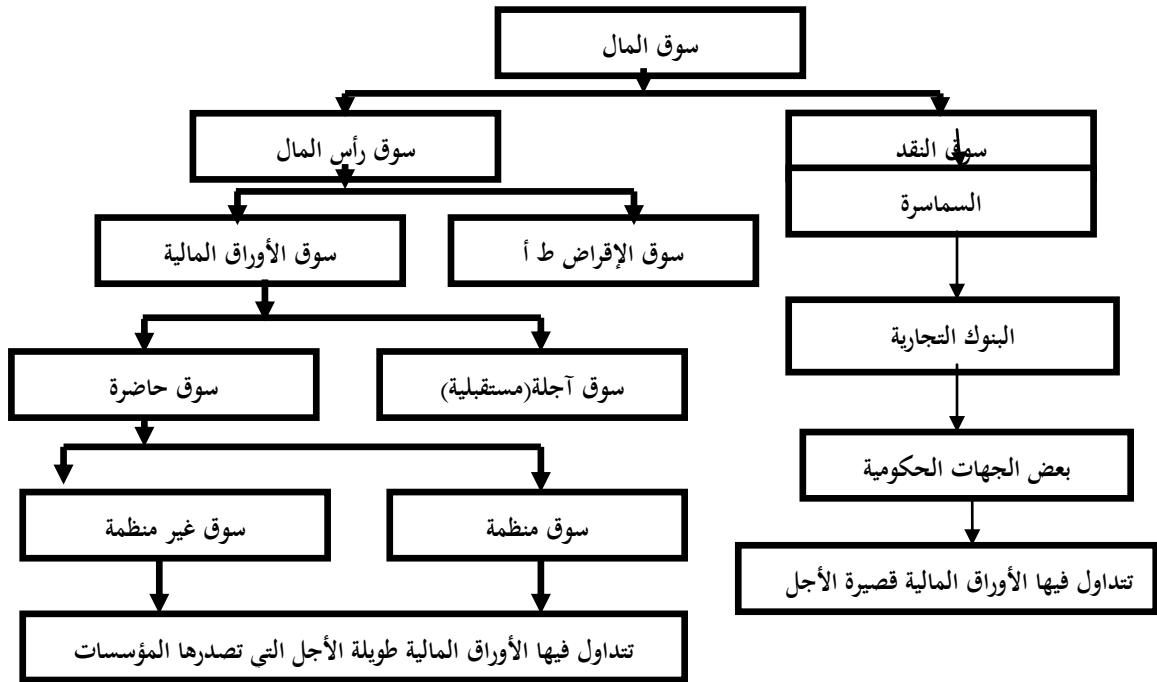 سوق المال
سوق النقد
سوق رأس المال
السماسرة
سوق الإقراض ط أ
سوق الأوراق المالية
البنوك التجارية
سوق آجلة(مستقبلية)
سوق حاضرة
بعض الجهات الحكومية
سوق منظمة
سوق غير منظمة
تتداول فيها الأوراق المالية قصيرة الأجل
تتداول فيها الأوراق المالية طويلة الأجل التي تصدرها المؤسسات